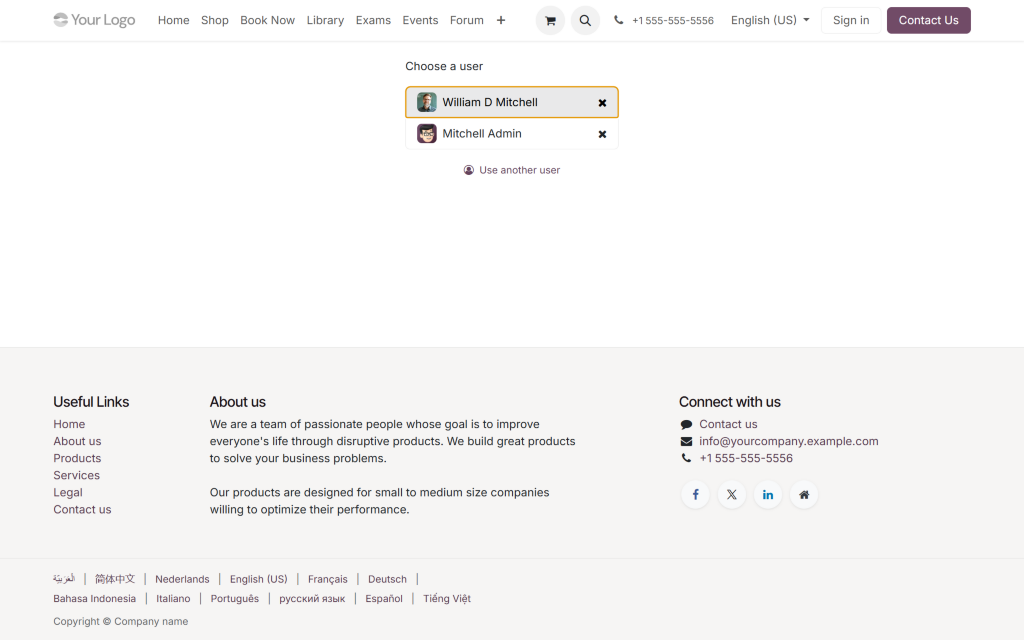 Your Logo Home Shop Book Now Library Exams Events Forum + +1 555-555-5556 English (US) Sign in Contact Us
Choose a user
William D Mitchell
Mitchell Admin
Use another user
Useful Links
Home
About us
Products
Services
Legal
Contact us
About us
We are a team of passionate people whose goal is to improve
everyone's life through disruptive products. We build great products
to solve your business problems.
Our products are designed for small to medium size companies
willing to optimize their performance.
Connect with us
Contact us
info@yourcompany.example.com
+1 555-555-5556
الْعَرَبيّة | 简体中文 | Nederlands | English (US) | Français | Deutsch |
Bahasa Indonesia | Italiano | Português | русский язык | Español | Tiếng Việt
Copyright © Company name